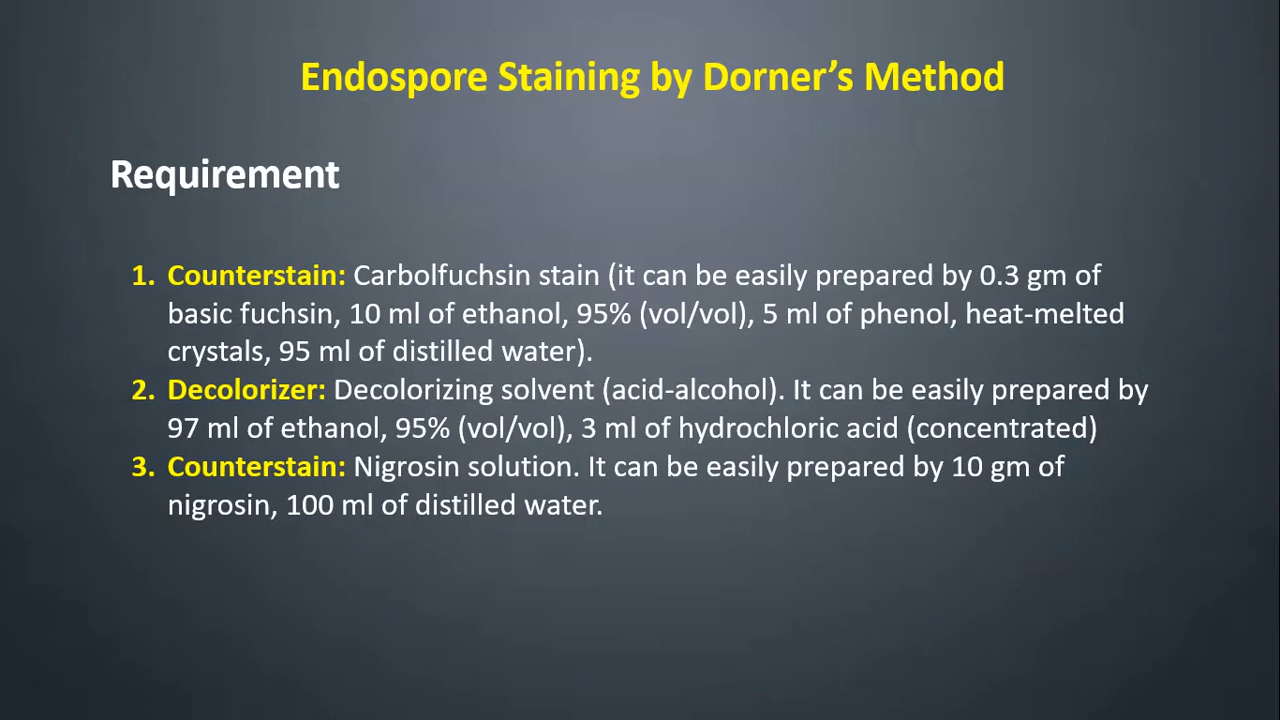 Endospore Staining by Dorner’s Method
Requirement
1. Counterstain: Carbolfuchsin stain (it can be easily prepared by 0.3 gm of
basic fuchsin, 10 ml of ethanol, 95% (vol/vol), 5 ml of phenol, heat-melted
crystals, 95 ml of distilled water).
2. Decolorizer: Decolorizing solvent (acid-alcohol). It can be easily prepared by
97 ml of ethanol, 95% (vol/vol), 3 ml of hydrochloric acid (concentrated)
3. Counterstain: Nigrosin solution. It can be easily prepared by 10 gm of
nigrosin, 100 ml of distilled water.